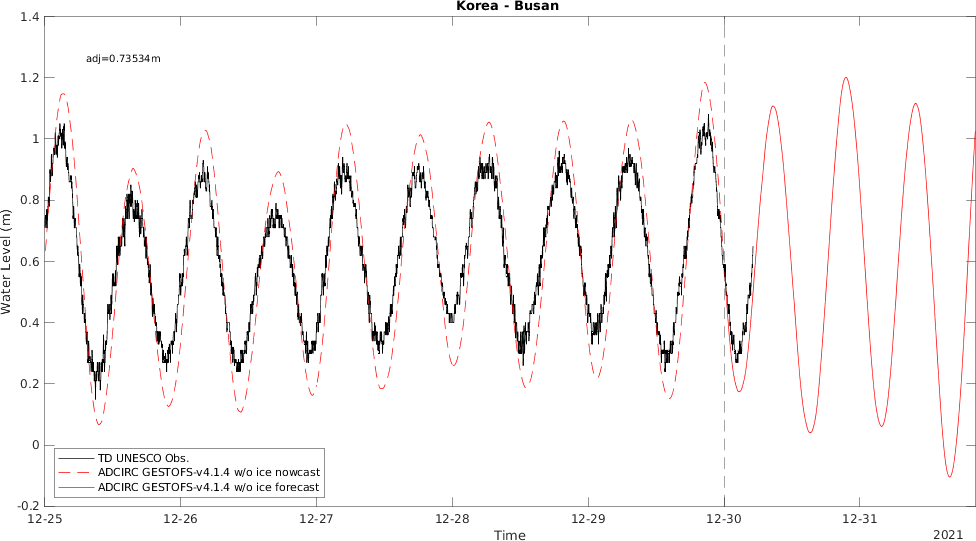 Korea - Busan
1.4
1.2
1
0.8
0.6
0.4
0.2
0
-0.2
Water Level (m)
adj=0.73534m
TD UNESCO Obs.
ADCIRC GESTOFS-v4.1.4 w/o ice nowcast
ADCIRC GESTOFS-v4.1.4 w/o ice forecast
12-25
12-26
12-27
12-28
12-29
12-30
12-31
Time
2021